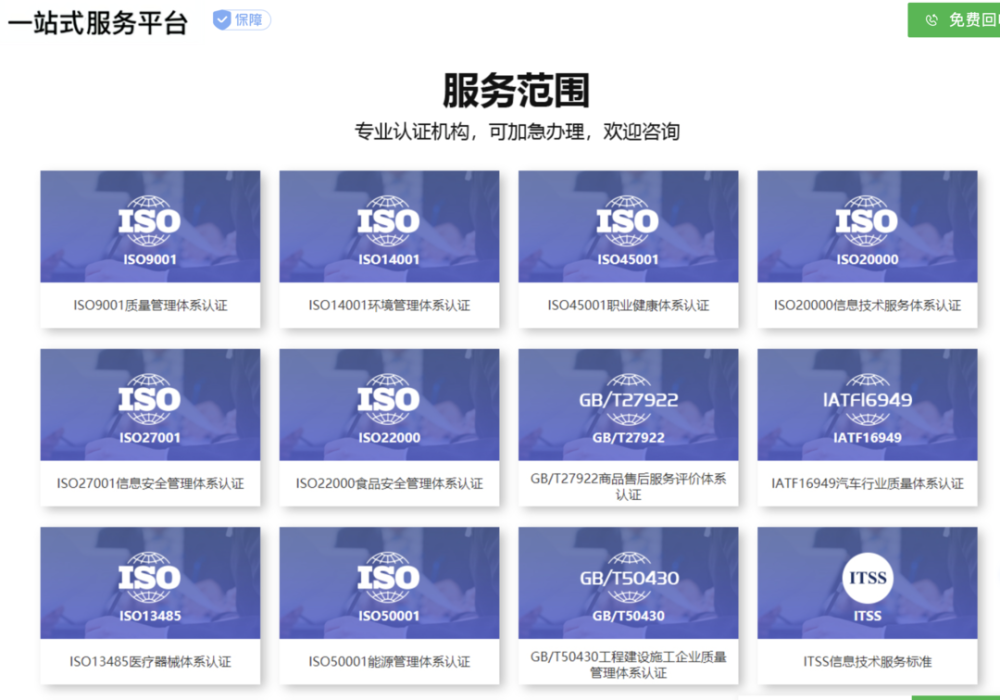 一站式服务平台
保障
免费回
服务范围
专业认证机构，可加急办理，欢迎咨询
ISO
ISO9001
ISO9001质量管理体系认证
ISO
ISO14001
ISO14001环境管理体系认证
ISO
ISO45001
ISO45001职业健康体系认证
ISO
ISO20000
ISO20000信息技术服务体系认证
ISO
ISO27001
ISO27001信息安全管理体系认证
ISO
ISO22000
ISO22000食品安全管理体系认证
GB/T27922
GB/T27922
GB/T27922商品售后服务评价体系
认证
IATF16949
IATF16949
IATF16949汽车行业质量体系认证
ISO
ISO13485
ISO13485医疗器械体系认证
ISO
ISO50001
ISO50001能源管理体系认证
GB/T50430
GB/T50430
GB/T50430工程建设施工企业质量
管理体系认证
ITSS
ITSS
ITSS信息技术服务标准